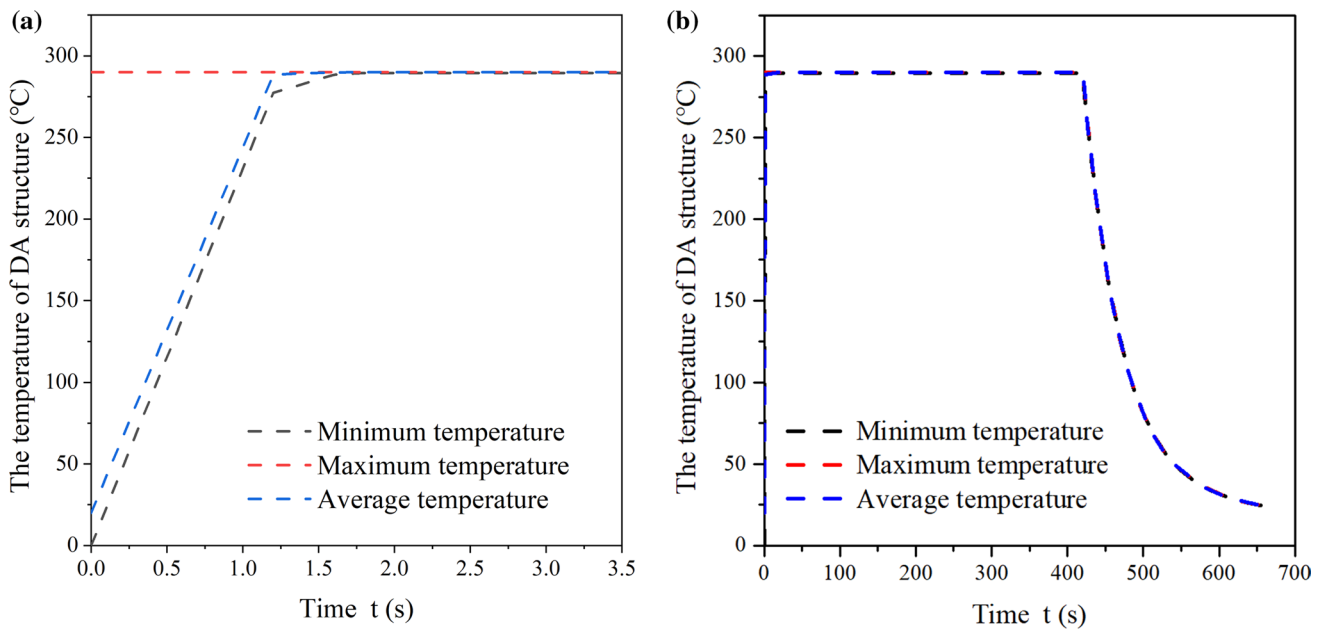 (a)
The temperature of DA structure (℃)
300
250
200
150
100
50
0
0.0 0.5 1.0 1.5 2.0 2.5 3.0 3.5
Time t (s)
Minimum temperature
Maximum temperature
Average temperature
(b)
The temperature of DA structure (℃)
300
250
200
150
100
50
0
0 100 200 300 400 500 600 700
Time t (s)
Minimum temperature
Maximum temperature
Average temperature